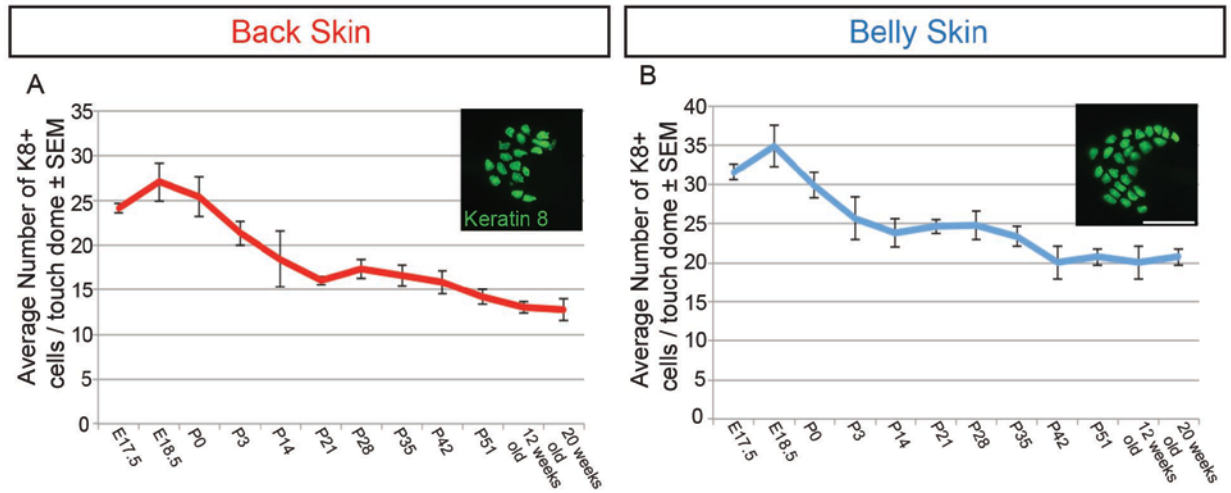 Back Skin
Belly Skin
A
Average Number of K8+
cells / touch dome ± SEM
35
30
25
20
15
10
5
0
Keratin 8
E17.5
E18.5
P0
P3
P14
P21
P28
P35
P42
P51
12 weeks
old
20 weeks
old
B
Average Number of K8+
cells / touch dome ± SEM
40
35
30
25
20
15
10
5
0
E17.5
E18.5
P0
P3
P14
P21
P28
P35
P42
P51
12 weeks
old
20 weeks
old